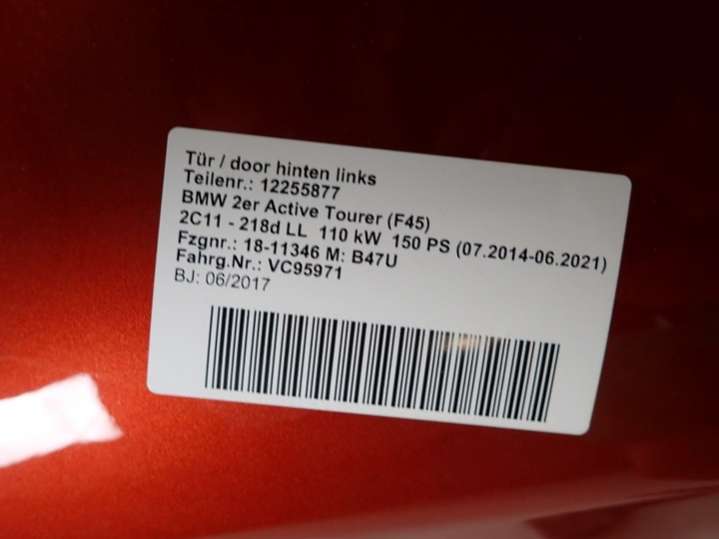 Tür / door hinten links
Teilenr.: 12255877
BMW 2er Active Tourer (F45)
2C11 - 218d LL 110 kW 150 PS (07.2014-06.2021)
Fzgnr.: 18-11346 M: B47U
Fahrg.Nr.: VC95971
BJ: 06/2017